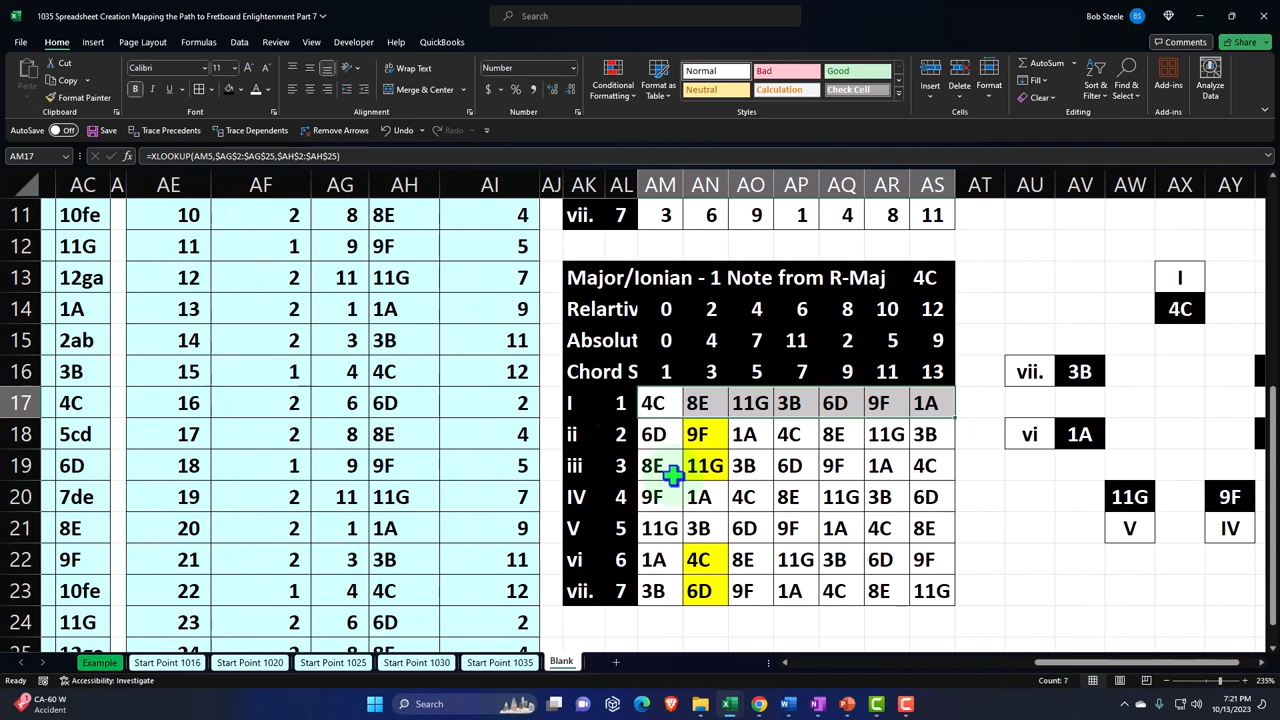 1035 Spreadsheet Creation Mapping the Path to Fretboard Enlightenment Part 7
Search
Bob Steele BS
File Home Insert Page Layout Formulas Data Review View Developer Help QuickBooks
Comments Share
Paste Cut Copy Format Painter
Calibri 11
Wrap Text
Merge & Center
Number
Conditional Formatting Format as Table
Normal Bad Good
Neutral Calculation Check Cell
Insert Delete Format
AutoSum Fill Clear
Sort & Filter Find & Select
Add-ins Analyze Data
Clipboard Font Alignment Number Styles Cells Editing Add-ins
AutoSave Off Save Trace Precedents Trace Dependents Remove Arrows Undo Redo
AM17 fx =XLOOKUP(AM5,$AG$2:$AG$25,$AH$2:$AH$25)
AC A AE AF AG AH AI AJ AK AL AM AN AO AP AQ AR AS AT AU AV AW AX AY
11 10fe 10 2 8 8E 4 vii. 7 3 6 9 1 4 8 11
12 11G 11 1 9 9F 5
13 12ga 12 2 11 11G 7 Major/Ionian - 1 Note from R-Maj 4C I
14 1A 13 2 1 1A 9 Relartiv 0 2 4 6 8 10 12 4C
15 2ab 14 2 3 3B 11 Absolut 0 4 7 11 2 5 9
16 3B 15 1 4 4C 12 Chord S 1 3 5 7 9 11 13 vii. 3B
17 4C 16 2 6 6D 2 I 1 4C 8E 11G 3B 6D 9F 1A
18 5cd 17 2 8 8E 4 ii 2 6D 9F 1A 4C 8E 11G 3B vi 1A
19 6D 18 1 9 9F 5 iii 3 8E 11G 3B 6D 9F 1A 4C
20 7de 19 2 11 11G 7 IV 4 9F 1A 4C 8E 11G 3B 6D 11G 9F
21 8E 20 2 1 1A 9 V 5 11G 3B 6D 9F 1A 4C 8E V IV
22 9F 21 2 3 3B 11 vi 6 1A 4C 8E 11G 3B 6D 9F
23 10fe 22 1 4 4C 12 vii. 7 3B 6D 9F 1A 4C 8E 11G
24 11G 23 2 6 6D 2
Example Start Point 1016 Start Point 1020 Start Point 1025 Start Point 1030 Start Point 1035 Blank
Ready Accessibility: Investigate Count: 7 235%
CA-60 W
Accident
Search
7:21 PM
10/13/2023